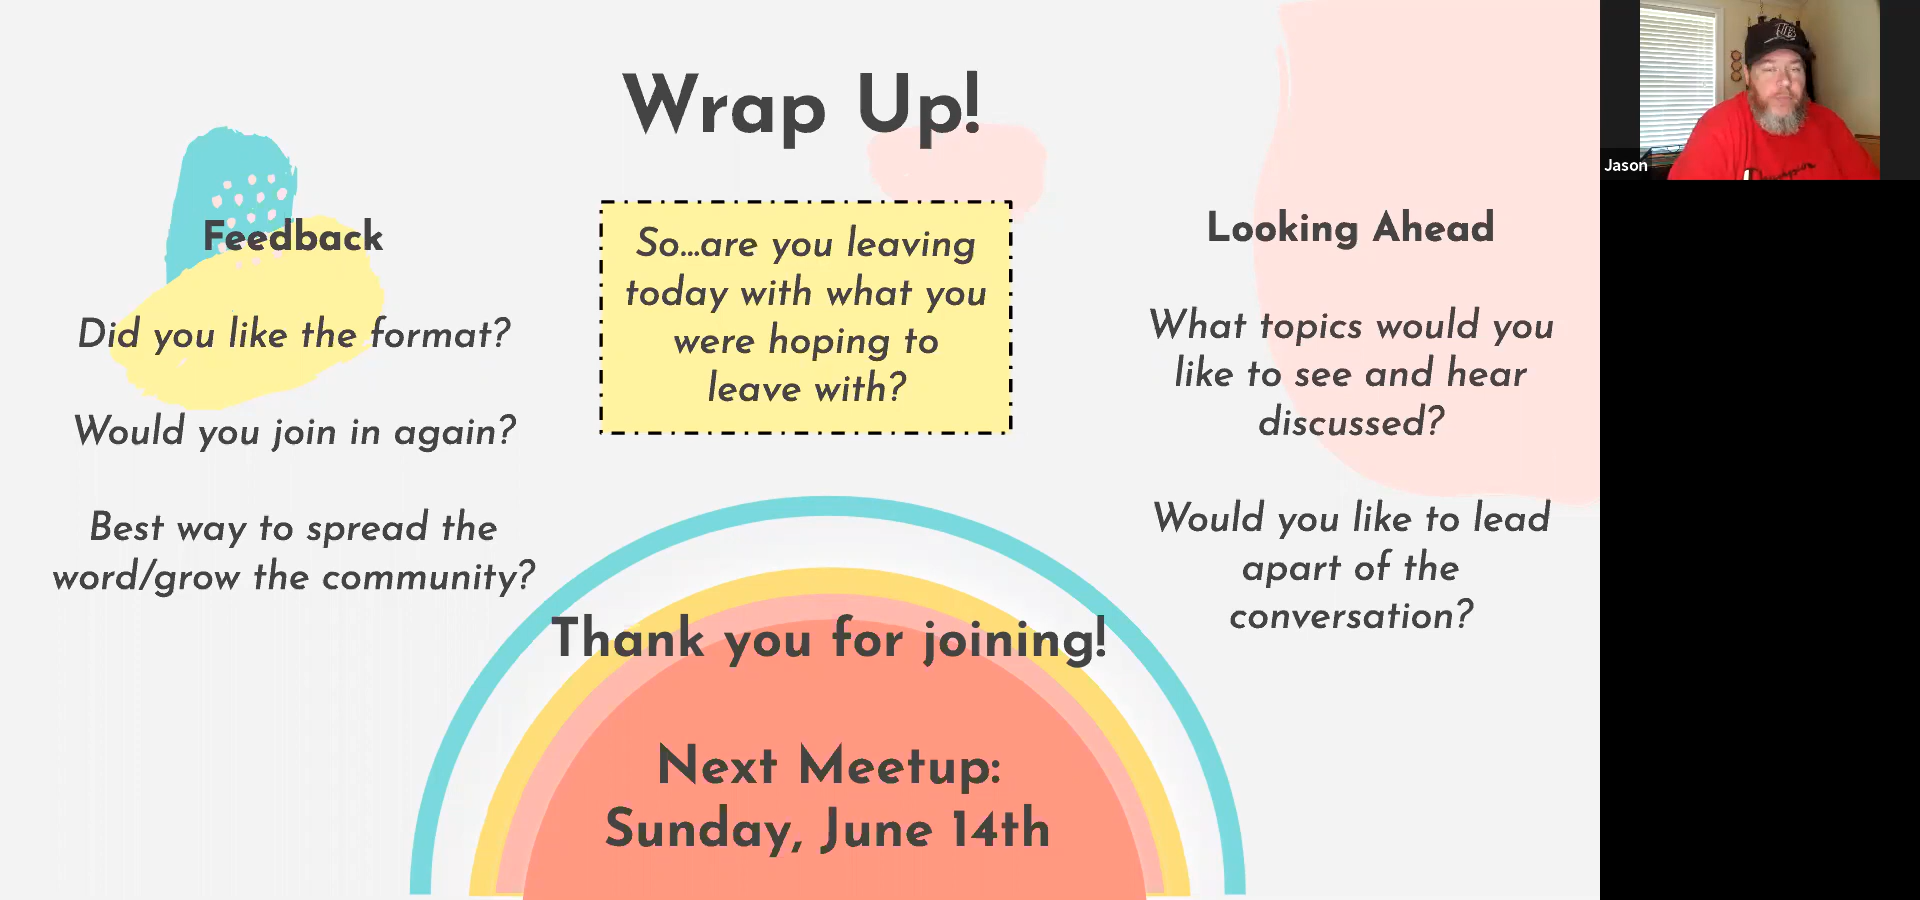 Wrap Up!
Feedback
Did you like the format?
Would you join in again?
Best way to spread the
word/grow the community?
So...are you leaving
today with what you
were hoping to
leave with?
Looking Ahead
What topics would you
like to see and hear
discussed?
Would you like to lead
apart of the
conversation?
Thank you for joining!
Next Meetup:
Sunday, June 14th
Jason
Champion